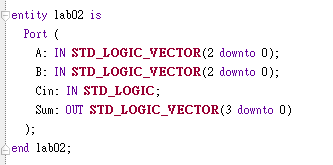 entity lab02 is
Port (
A: IN STD_LOGIC_VECTOR(2 downto 0);
B: IN STD_LOGIC_VECTOR(2 downto 0);
Cin: IN STD_LOGIC;
Sum: OUT STD_LOGIC_VECTOR(3 downto 0)
);
end lab02;